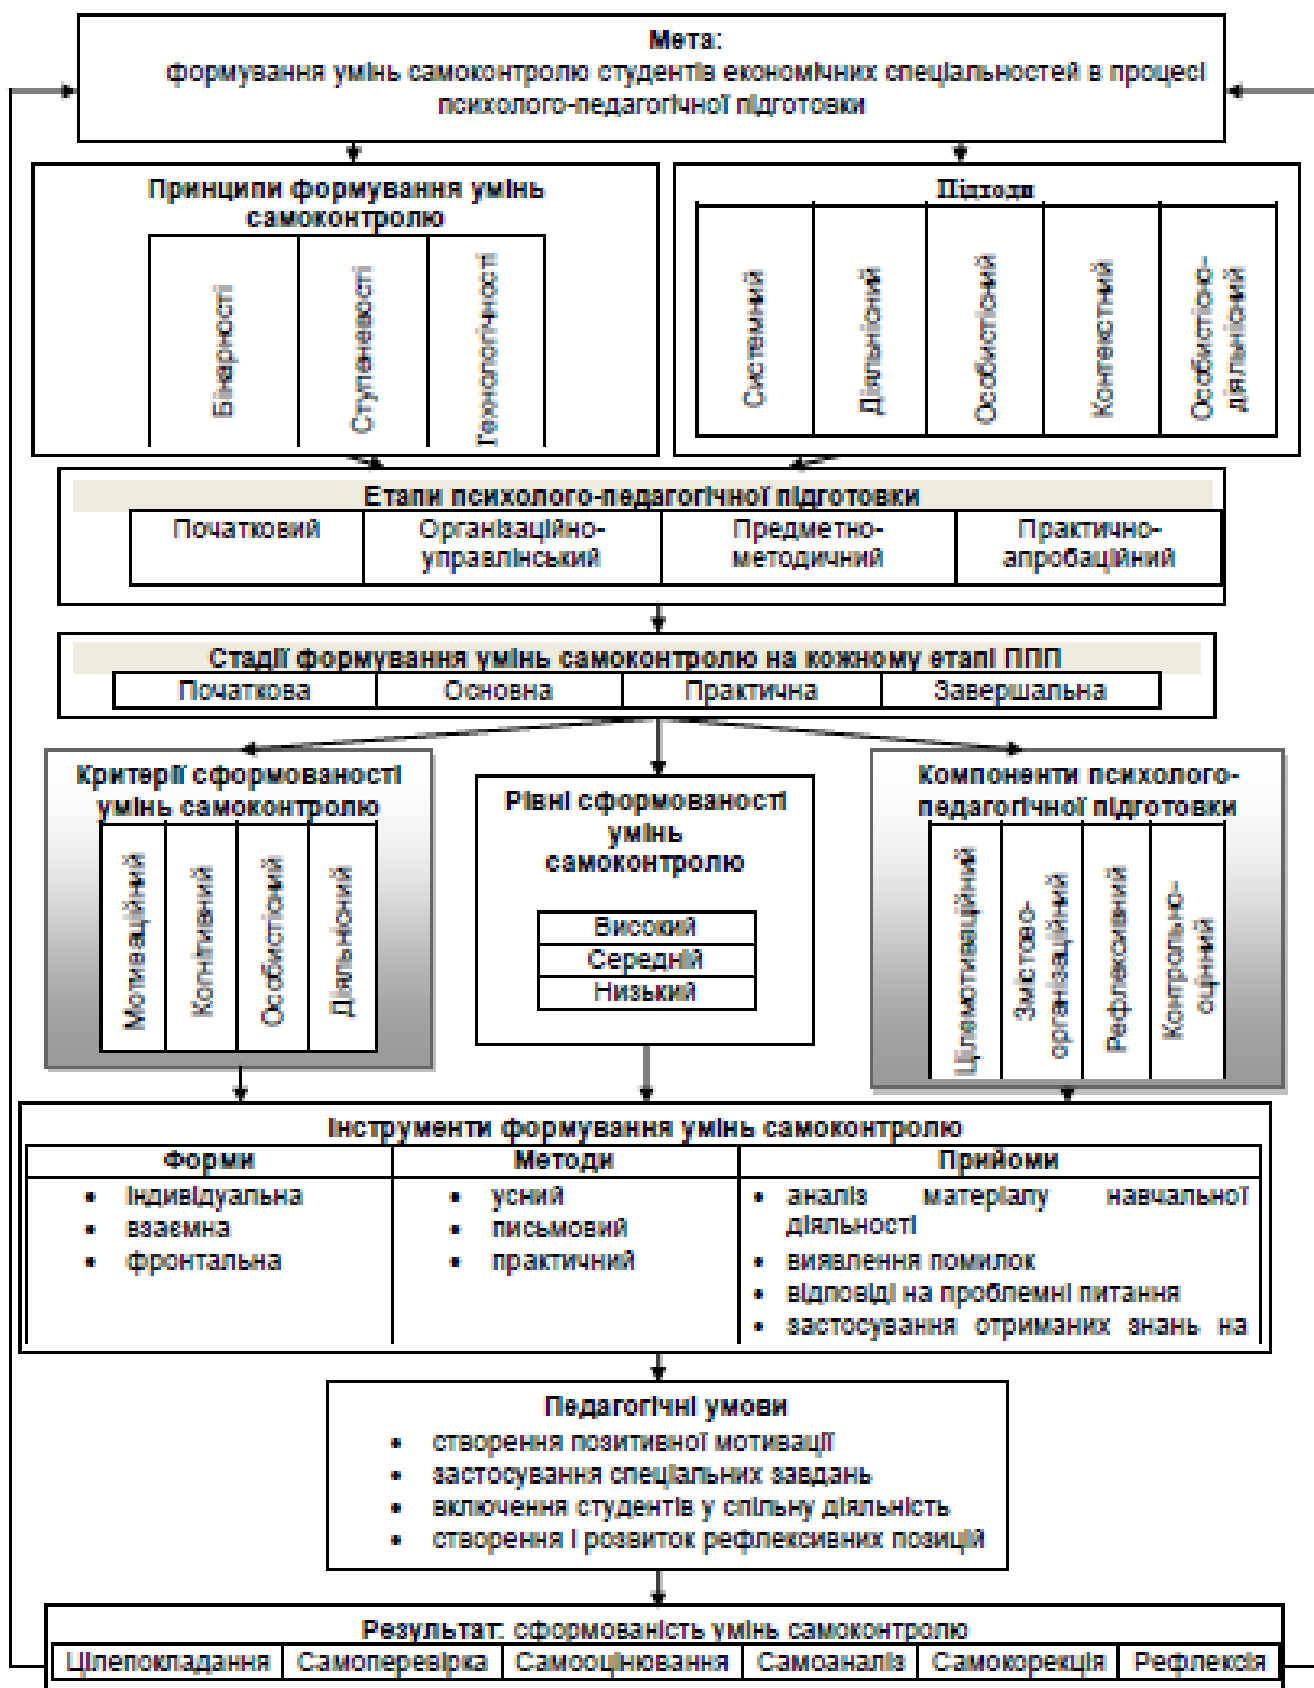 Мета:
формування умінь самоконтролю студентів економічних спеціальностей в процесі
психолого-педагогічної підготовки
Принципи формування умінь
самоконтролю
Бінарності
Ступеневості
Технологічності
Підходи
Системний
Діяльнісний
Особистісний
Контекстний
Особистісно-
діяльнісний
Етапи психолого-педагогічної підготовки
Початковий
Організаційно-
управлінський
Предметно-
методичний
Практично-
апробаційний
Стадії формування умінь самоконтролю на кожному етапі ППП
Початкова
Основна
Практична
Завершальна
Критерії сформованості
умінь самоконтролю
Мотиваційний
Когнітивний
Особистісний
Діяльнісний
Рівні сформованості
умінь
самоконтролю
Високий
Середній
Низький
Компоненти психолого-
педагогічної підготовки
Цілемотиваційний
Змістово-
організаційний
Рефлексивний
Контрольно-
оцінний
Інструменти формування умінь самоконтролю
Форми
• індивідуальна
• взаємна
• фронтальна
Методи
• усний
• письмовий
• практичний
Прийоми
• аналіз матеріалу навчальної
діяльності
• виявлення помилок
• відповіді на проблемні питання
• застосування отриманих знань на
Педагогічні умови
• створення позитивної мотивації
• застосування спеціальних завдань
• включення студентів у спільну діяльність
• створення і розвиток рефлексивних позицій
Результат: сформованість умінь самоконтролю
Цілепокладання
Самоперевірка
Самооцінювання
Самоаналіз
Самокорекція
Рефлексія